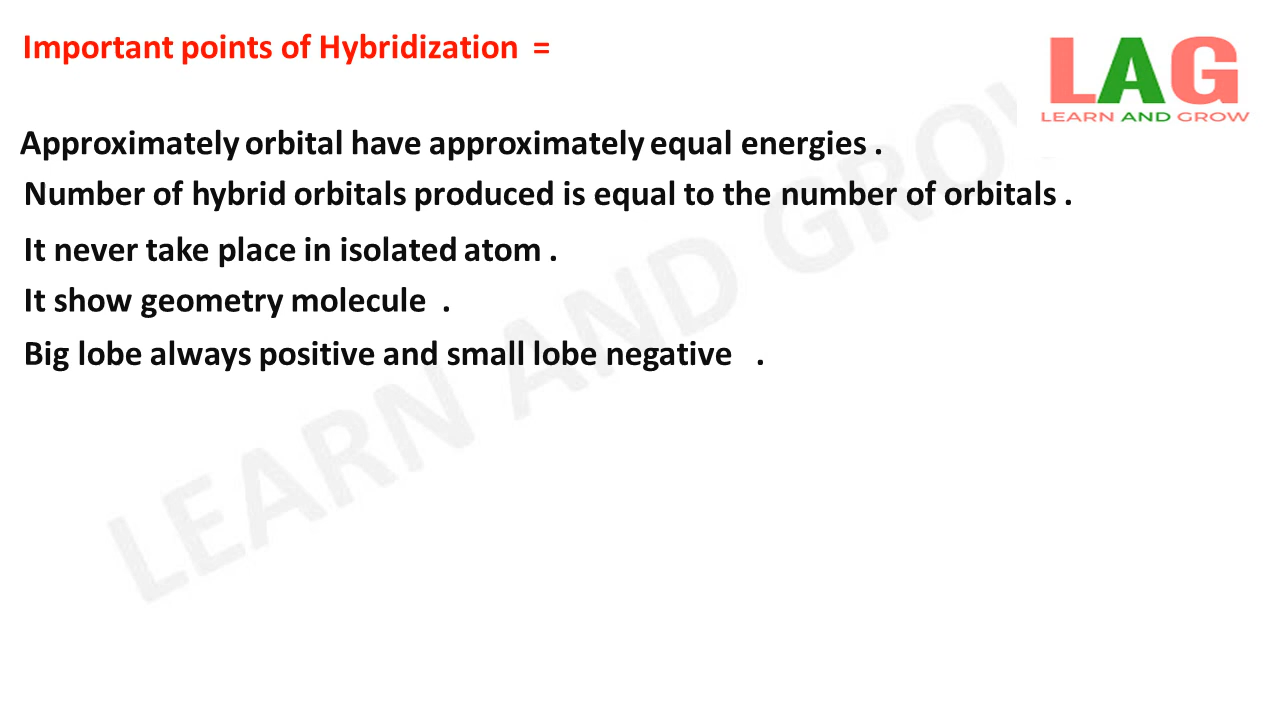 Important points of Hybridization =
LAG
LEARN AND GROW
Approximately orbital have approximately equal energies .
Number of hybrid orbitals produced is equal to the number of orbitals .
It never take place in isolated atom .
It show geometry molecule .
Big lobe always positive and small lobe negative .
LEARN AND GROW